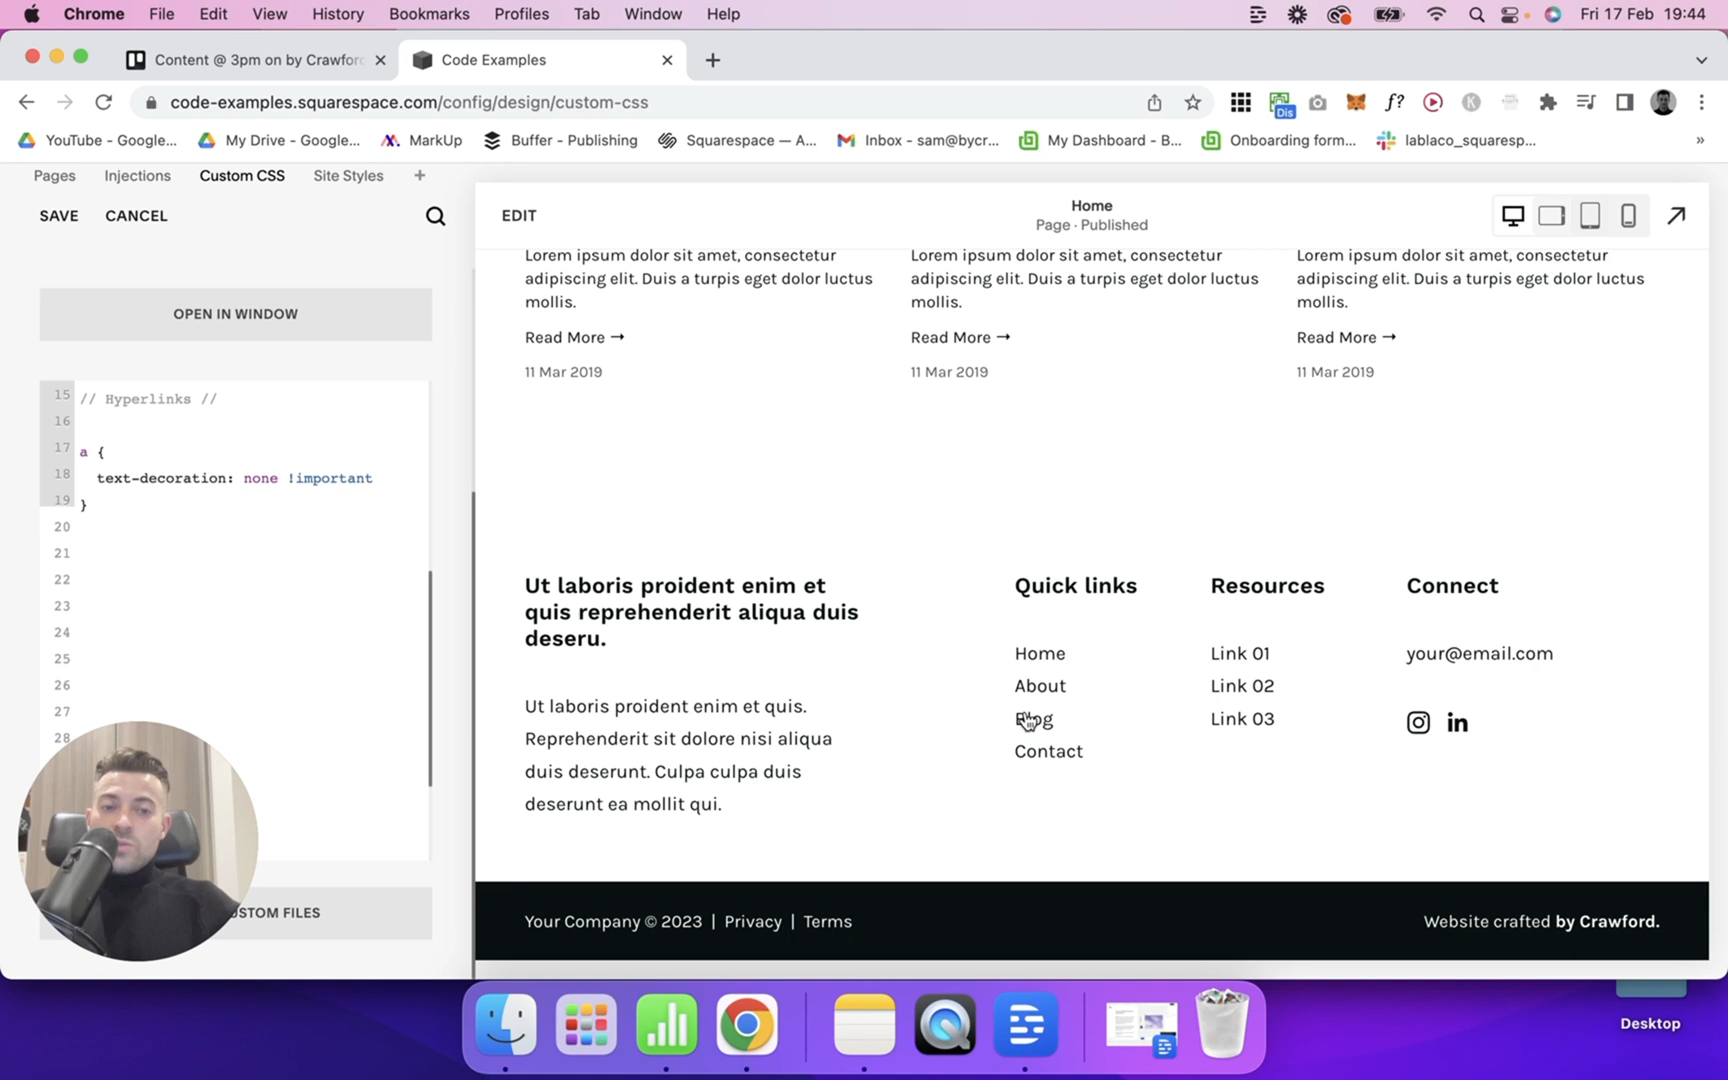 Chrome File Edit View History Bookmarks Profiles Tab Window Help Fri 17 Feb 19:44
Content @ 3pm on by Crawford Code Examples
code-examples.squarespace.com/config/design/custom-css f? Dis
YouTube - Google... My Drive - Google... MarkUp Buffer - Publishing Squarespace — A... Inbox - sam@bycr... My Dashboard - B... Onboarding form... lablaco_squaresp... »
Pages Injections Custom CSS Site Styles +
SAVE CANCEL
EDIT
Home
Page · Published
OPEN IN WINDOW
15 // Hyperlinks //
16
17 a {
18 text-decoration: none !important
19 }
20
21
22
23
24
25
26
27
28
USTOM FILES
Lorem ipsum dolor sit amet, consectetur
adipiscing elit. Duis a turpis eget dolor luctus
mollis.
Read More →
11 Mar 2019
Lorem ipsum dolor sit amet, consectetur
adipiscing elit. Duis a turpis eget dolor luctus
mollis.
Read More →
11 Mar 2019
Lorem ipsum dolor sit amet, consectetur
adipiscing elit. Duis a turpis eget dolor luctus
mollis.
Read More →
11 Mar 2019
Ut laboris proident enim et
quis reprehenderit aliqua duis
deseru.
Ut laboris proident enim et quis.
Reprehenderit sit dolore nisi aliqua
duis deserunt. Culpa culpa duis
deserunt ea mollit qui.
Quick links
Home
About
Blog
Contact
Resources
Link 01
Link 02
Link 03
Connect
your@email.com
in
Your Company © 2023 | Privacy | Terms
Website crafted by Crawford.
Desktop